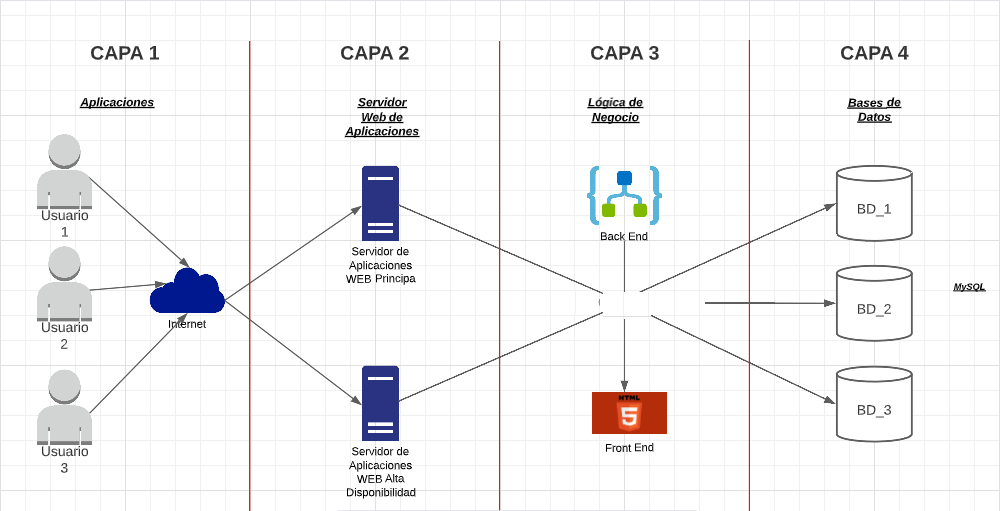 CAPA 1
CAPA 2
CAPA 3
CAPA 4
Aplicaciones
Servidor
Web de
Aplicaciones
Lógica de
Negocio
Bases de
Datos
Usuario
1
Usuario
2
Usuario
3
Internet
Servidor de
Aplicaciones
WEB Principa
Servidor de
Aplicaciones
WEB Alta
Disponibilidad
Back End
HTML
5
Front End
BD_1
BD_2
BD_3
MySQL